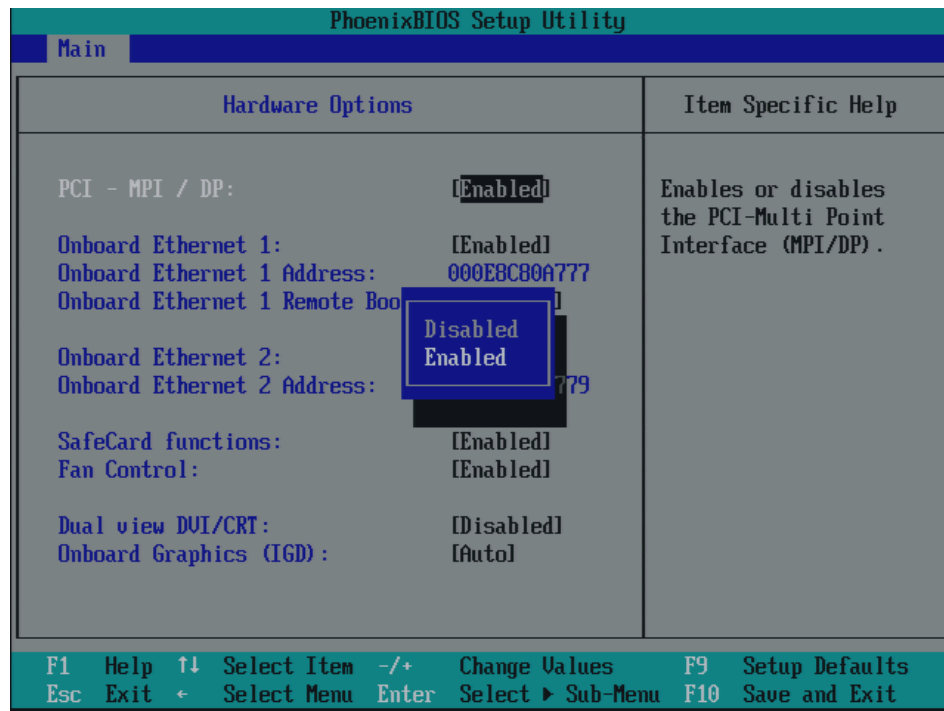 PhoenixBIOS Setup Utility
Main
Hardware Options
Item Specific Help
PCI - MPI / DP: [Enabled]
Onboard Ethernet 1: [Enabled]
Onboard Ethernet 1 Address: 000E8C80A777
Onboard Ethernet 1 Remote Boo ]
Onboard Ethernet 2:
Onboard Ethernet 2 Address: 779
SafeCard functions: [Enabled]
Fan Control: [Enabled]
Dual view DVI/CRT: [Disabled]
Onboard Graphics (IGD): [Auto]
Disabled
Enabled
Enables or disables
the PCI-Multi Point
Interface (MPI/DP).
F1 Help ↑↓ Select Item -/+ Change Values F9 Setup Defaults
Esc Exit ← Select Menu Enter Select ▶ Sub-Menu F10 Save and Exit